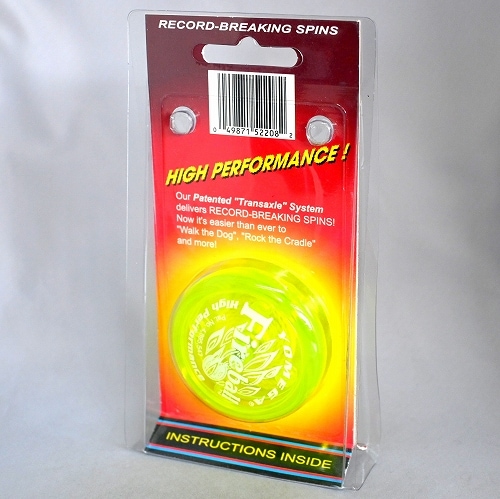 RECORD-BREAKING SPINS
0 49871 52208 2
HIGH PERFORMANCE!
Our Patented "Transaxle" System
delivers RECORD-BREAKING SPINS!
Now it's easier than ever to
"Walk the Dog", "Rock the Cradle"
and more!
YOMEGA®
Fireball
High Performance
INSTRUCTIONS INSIDE